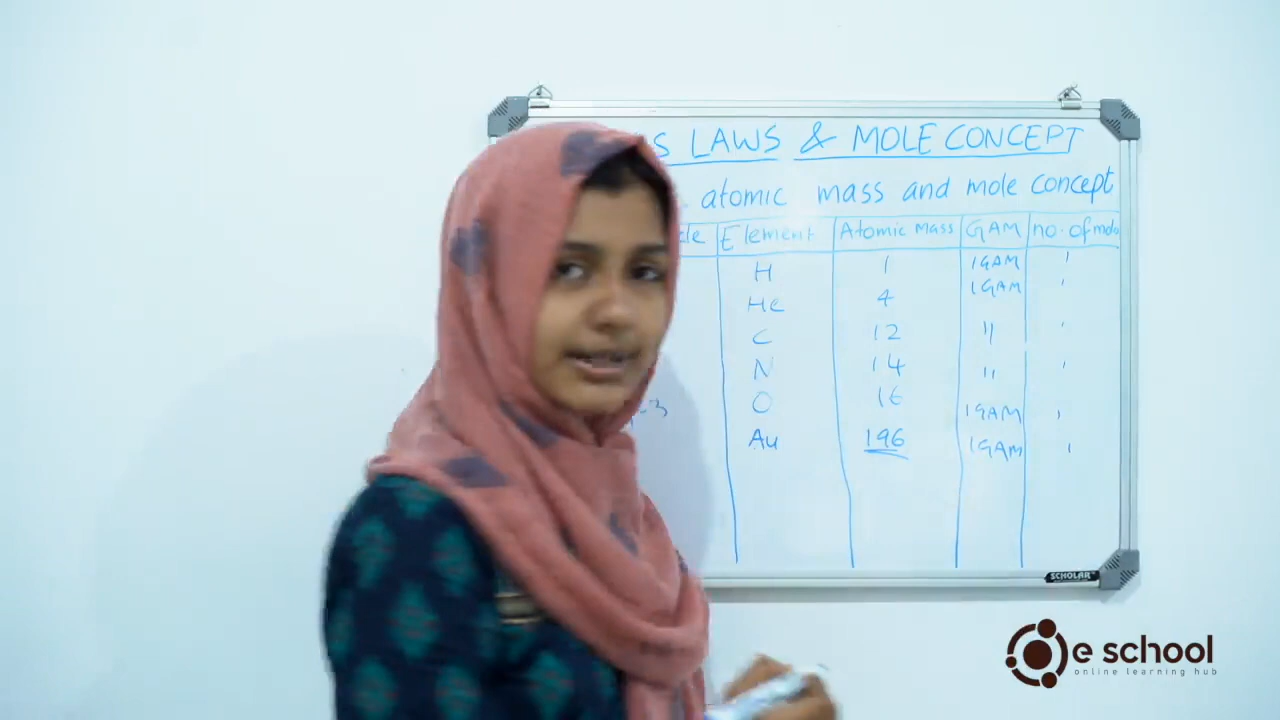 S LAWS & MOLE CONCEPT
atomic mass and mole concept
Element Atomic Mass GAM no. of
H 1 1GAM 1
He 4 1GAM 1
C 12 " 1
N 14 " 1
O 16 1GAM 1
Au 196 1GAM 1
SCHOLAR
e school
online learning hub